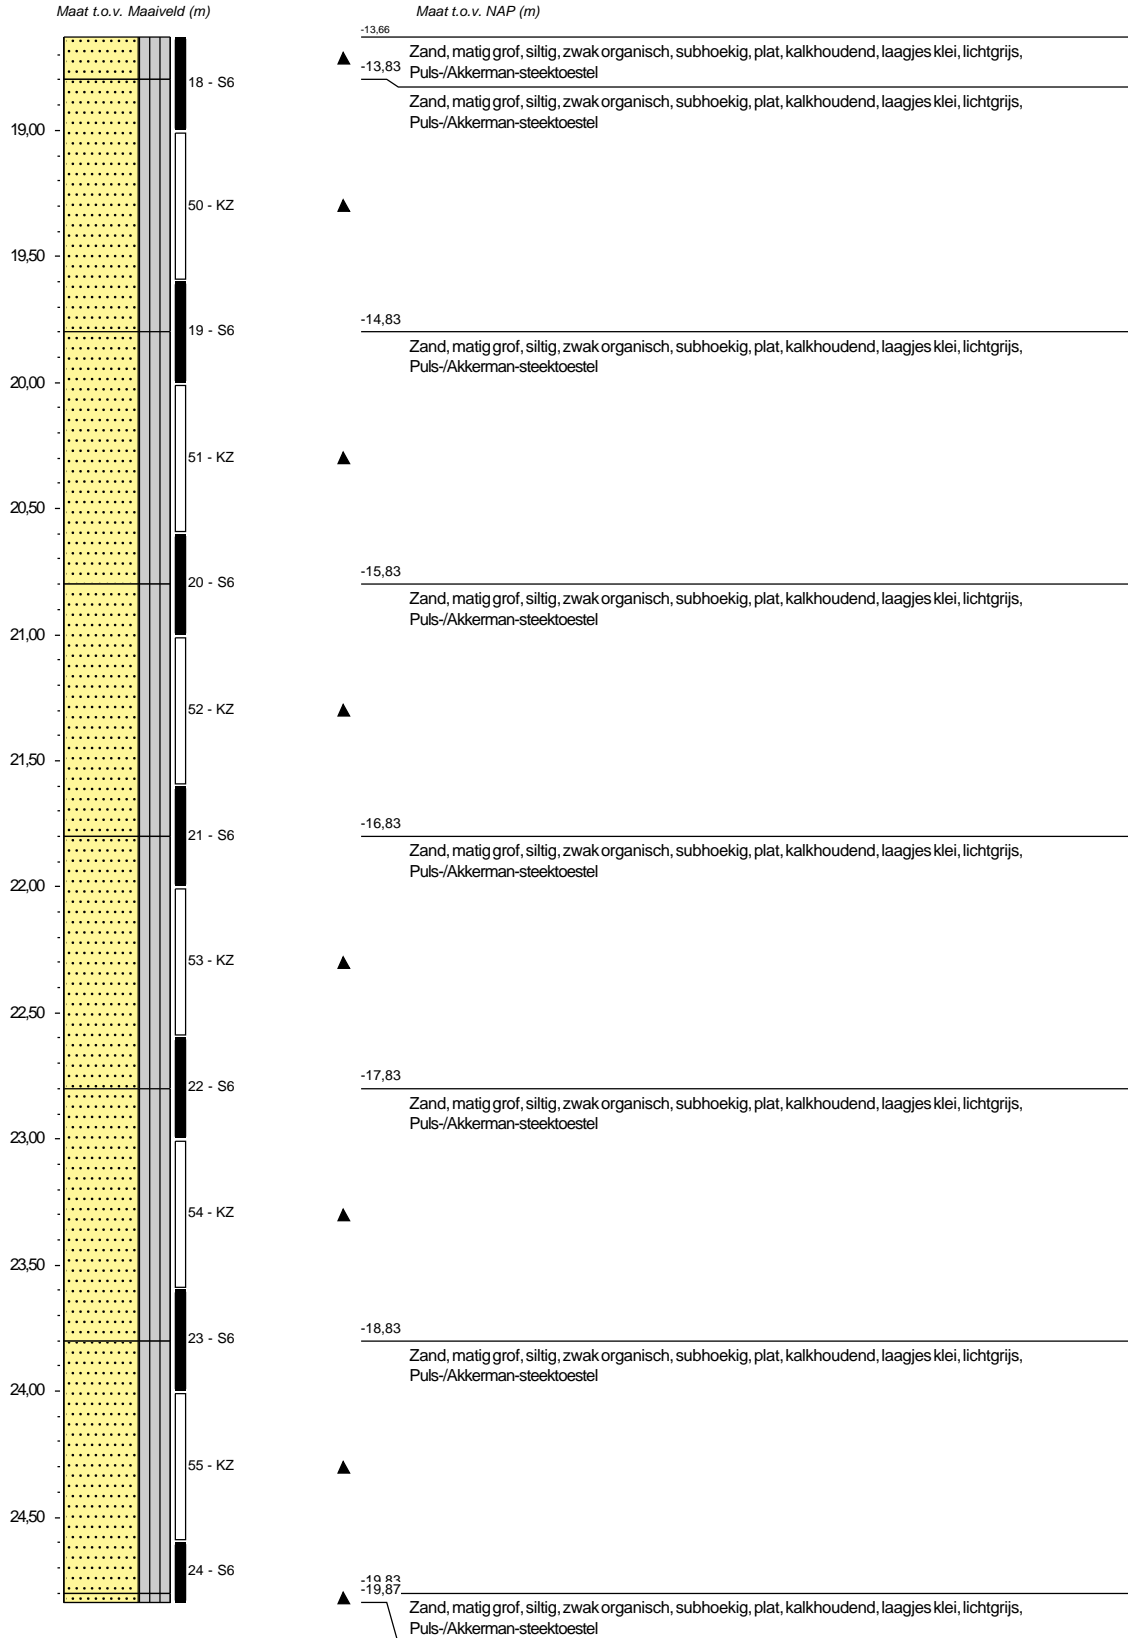 Maat t.o.v. Maaiveld (m) Maat t.o.v. NAP (m)
-13,66
Zand, matig grof, siltig, zwak organisch, subhoekig, plat, kalkhoudend, laagjes klei, lichtgrijs,
Puls-/Akkerman-steektoestel
-13,83
18 - S6
Zand, matig grof, siltig, zwak organisch, subhoekig, plat, kalkhoudend, laagjes klei, lichtgrijs,
Puls-/Akkerman-steektoestel
19,00
50 - KZ
19,50
-14,83
19 - S6
Zand, matig grof, siltig, zwak organisch, subhoekig, plat, kalkhoudend, laagjes klei, lichtgrijs,
Puls-/Akkerman-steektoestel
20,00
51 - KZ
20,50
-15,83
20 - S6
Zand, matig grof, siltig, zwak organisch, subhoekig, plat, kalkhoudend, laagjes klei, lichtgrijs,
Puls-/Akkerman-steektoestel
21,00
52 - KZ
21,50
-16,83
21 - S6
Zand, matig grof, siltig, zwak organisch, subhoekig, plat, kalkhoudend, laagjes klei, lichtgrijs,
Puls-/Akkerman-steektoestel
22,00
53 - KZ
22,50
-17,83
22 - S6
Zand, matig grof, siltig, zwak organisch, subhoekig, plat, kalkhoudend, laagjes klei, lichtgrijs,
Puls-/Akkerman-steektoestel
23,00
54 - KZ
23,50
-18,83
23 - S6
Zand, matig grof, siltig, zwak organisch, subhoekig, plat, kalkhoudend, laagjes klei, lichtgrijs,
Puls-/Akkerman-steektoestel
24,00
55 - KZ
24,50
24 - S6
-19,83
-19,87
Zand, matig grof, siltig, zwak organisch, subhoekig, plat, kalkhoudend, laagjes klei, lichtgrijs,
Puls-/Akkerman-steektoestel